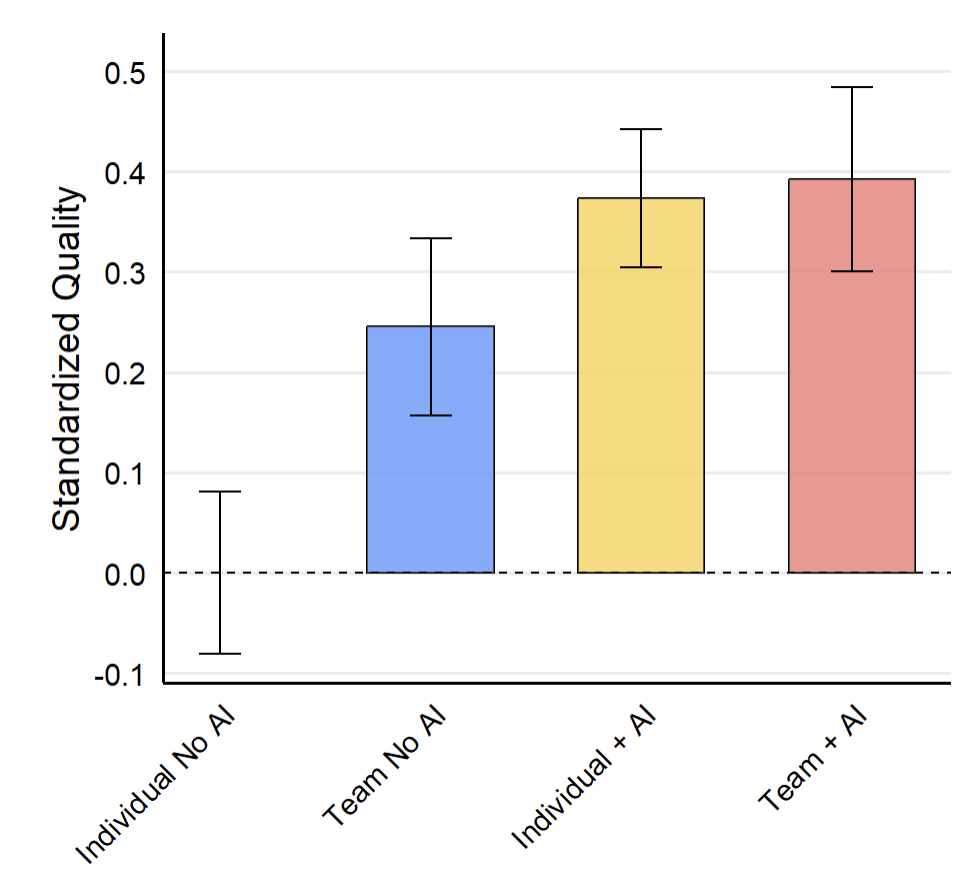 Standardized Quality
0.5
0.4
0.3
0.2
0.1
0.0
-0.1
Individual No AI
Team No AI
Individual + AI
Team + AI